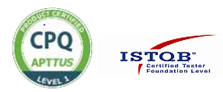 PRODUCT CERTIFIED
CPQ
APTTUS
LEVEL 1
ISTQB®
Certified Tester
Foundation Level